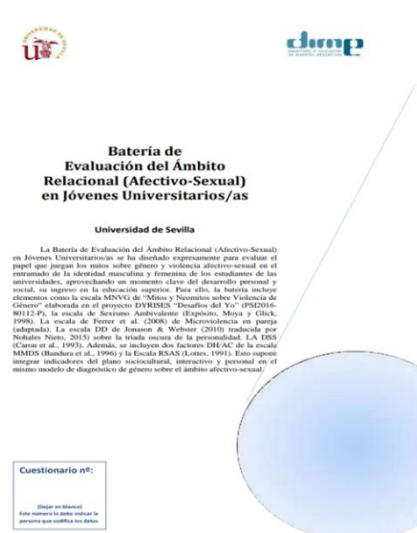 UNIVERSIDAD DE SEVILLA
dimp
Batería de
Evaluación del Ámbito
Relacional (Afectivo-Sexual)
en Jóvenes Universitarios/as
Universidad de Sevilla
La Batería de Evaluación del Ámbito Relacional (Afectivo-Sexual)
en Jóvenes Universitarios/as se ha diseñado expresamente para evaluar el
papel que juegan los mitos sobre género y violencia afectivo-sexual en el
entramado de la identidad masculina y femenina de los estudiantes de las
universidades, aprovechando un momento clave del desarrollo personal y
social, su ingreso en la educación superior. Para ello, la batería incluye
elementos como la escala MNVG de "Mitos y Neomitos sobre Violencia de
Género" elaborada en el proyecto DYRISES "Desafíos del Yo" (PSI2016-
80112-P), la escala de Sexismo Ambivalente (Expósito, Moya y Glick,
1998). La escala de Ferrer et al. (2008) de Microviolencia en pareja
(adaptada). La escala DD de Jonason & Webster (2010) traducida por
Nohales Nieto, 2015) sobre la triada oscura de la personalidad. LA DSS
(Caron et al., 1993). Además, se incluyen dos factores DH/AC de la escala
MMDS (Bandura et al., 1996) y la Escala RSAS (Lottes, 1991). Esto supone
integrar indicadores del plano sociocultural, interactivo y personal en el
mismo modelo de diagnóstico de género sobre el ámbito afectivo-sexual.
Cuestionario nº:
(Dejar en blanco)
Este número lo debe indicar la
persona que codifica los datos